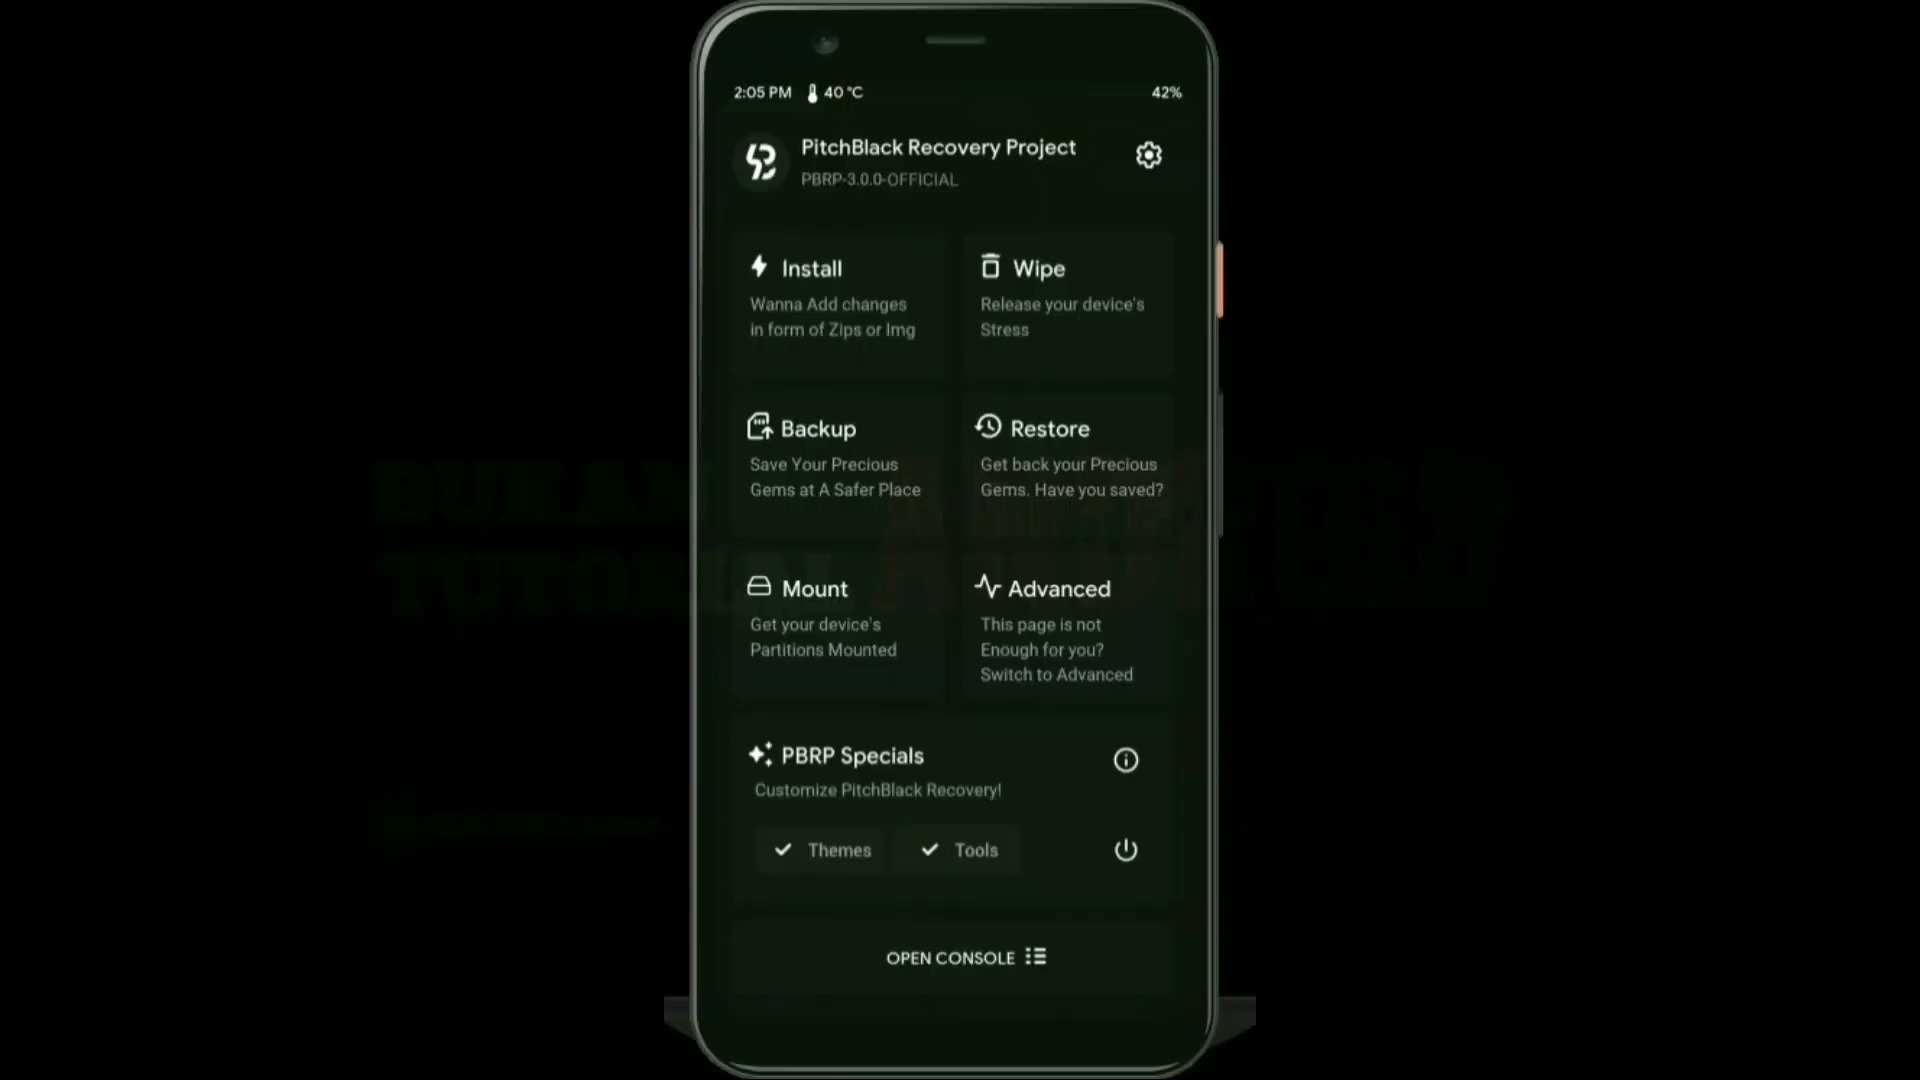 2:05 PM 40 °C 42%
PitchBlack Recovery Project
PBRP-3.0.0-OFFICIAL
Install
Wanna Add changes
in form of Zips or Img
Wipe
Release your device's
Stress
Backup
Save Your Precious
Gems at A Safer Place
Restore
Get back your Precious
Gems. Have you saved?
Mount
Get your device's
Partitions Mounted
Advanced
This page is not
Enough for you?
Switch to Advanced
PBRP Specials
Customize PitchBlack Recovery!
Themes
Tools
OPEN CONSOLE
BUKAN
TUTORIAL